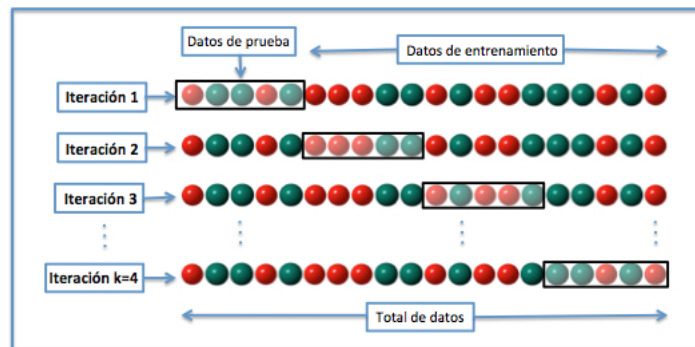 Datos de prueba
Datos de entrenamiento
Iteración 1
Iteración 2
Iteración 3
Iteración k=4
Total de datos